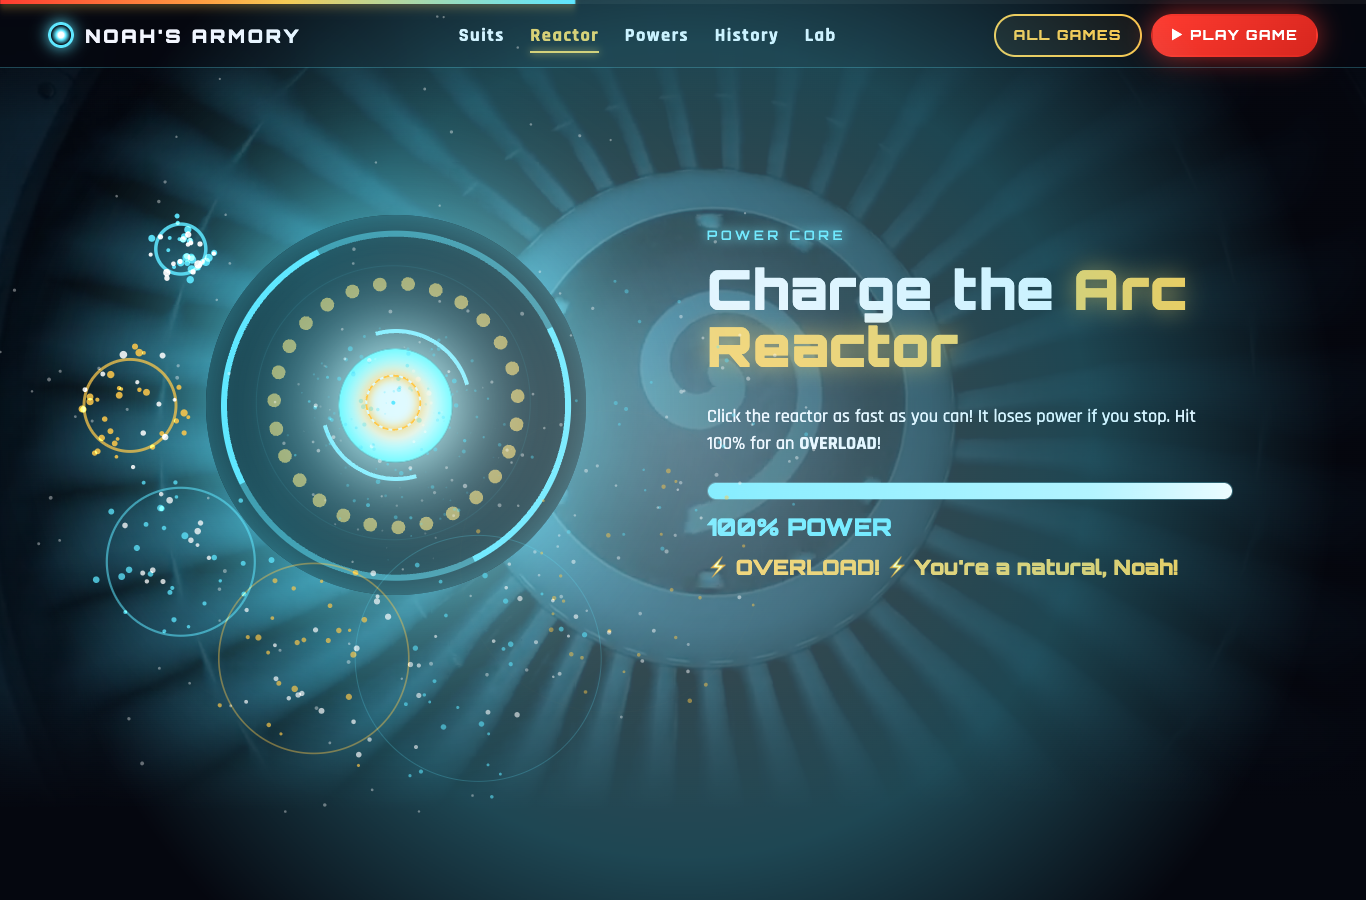 NOAH'S ARMORY
Suits
Reactor
Powers
History
Lab
ALL GAMES
▶ PLAY GAME
POWER CORE
Charge the Arc
Reactor
Click the reactor as fast as you can! It loses power if you stop. Hit
100% for an OVERLOAD!
100% POWER
⚡ OVERLOAD! ⚡ You're a natural, Noah!